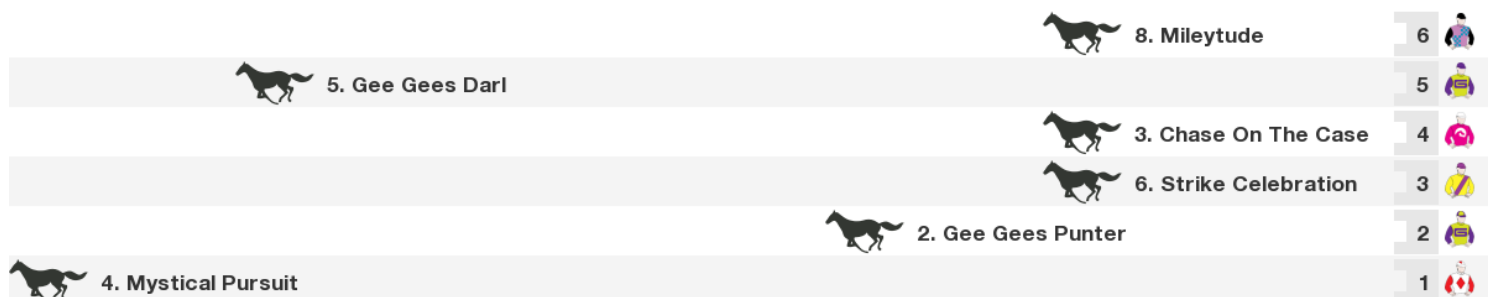 8. Mileytude 6
5. Gee Gees Darl 5
3. Chase On The Case 4
6. Strike Celebration 3
2. Gee Gees Punter 2
4. Mystical Pursuit 1